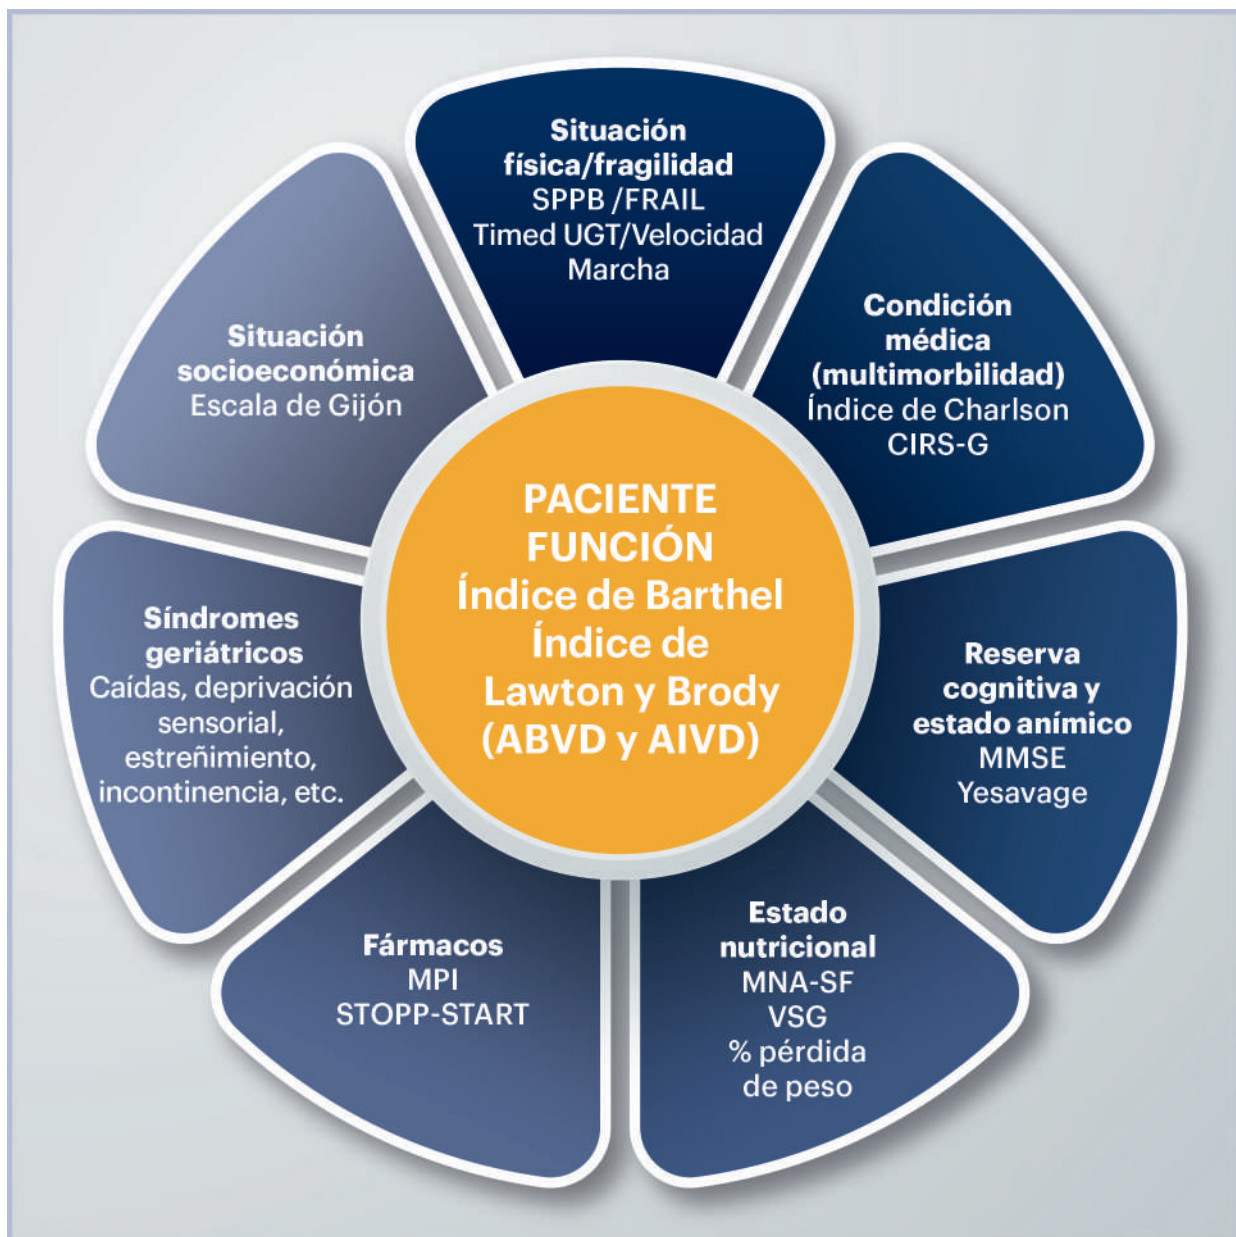 Situación
física/fragilidad
SPPB /FRAIL
Timed UGT/Velocidad
Marcha
Condición
médica
(multimorbilidad)
Índice de Charlson
CIRS-G
Reserva
cognitiva y
estado anímico
MMSE
Yesavage
Estado
nutricional
MNA-SF
VSG
% pérdida
de peso
Fármacos
MPI
STOPP-START
Síndromes
geriátricos
Caídas, deprivación
sensorial,
estreñimiento,
incontinencia, etc.
Situación
socioeconómica
Escala de Gijón
PACIENTE
FUNCIÓN
Índice de Barthel
Índice de
Lawton y Brody
(ABVD y AIVD)